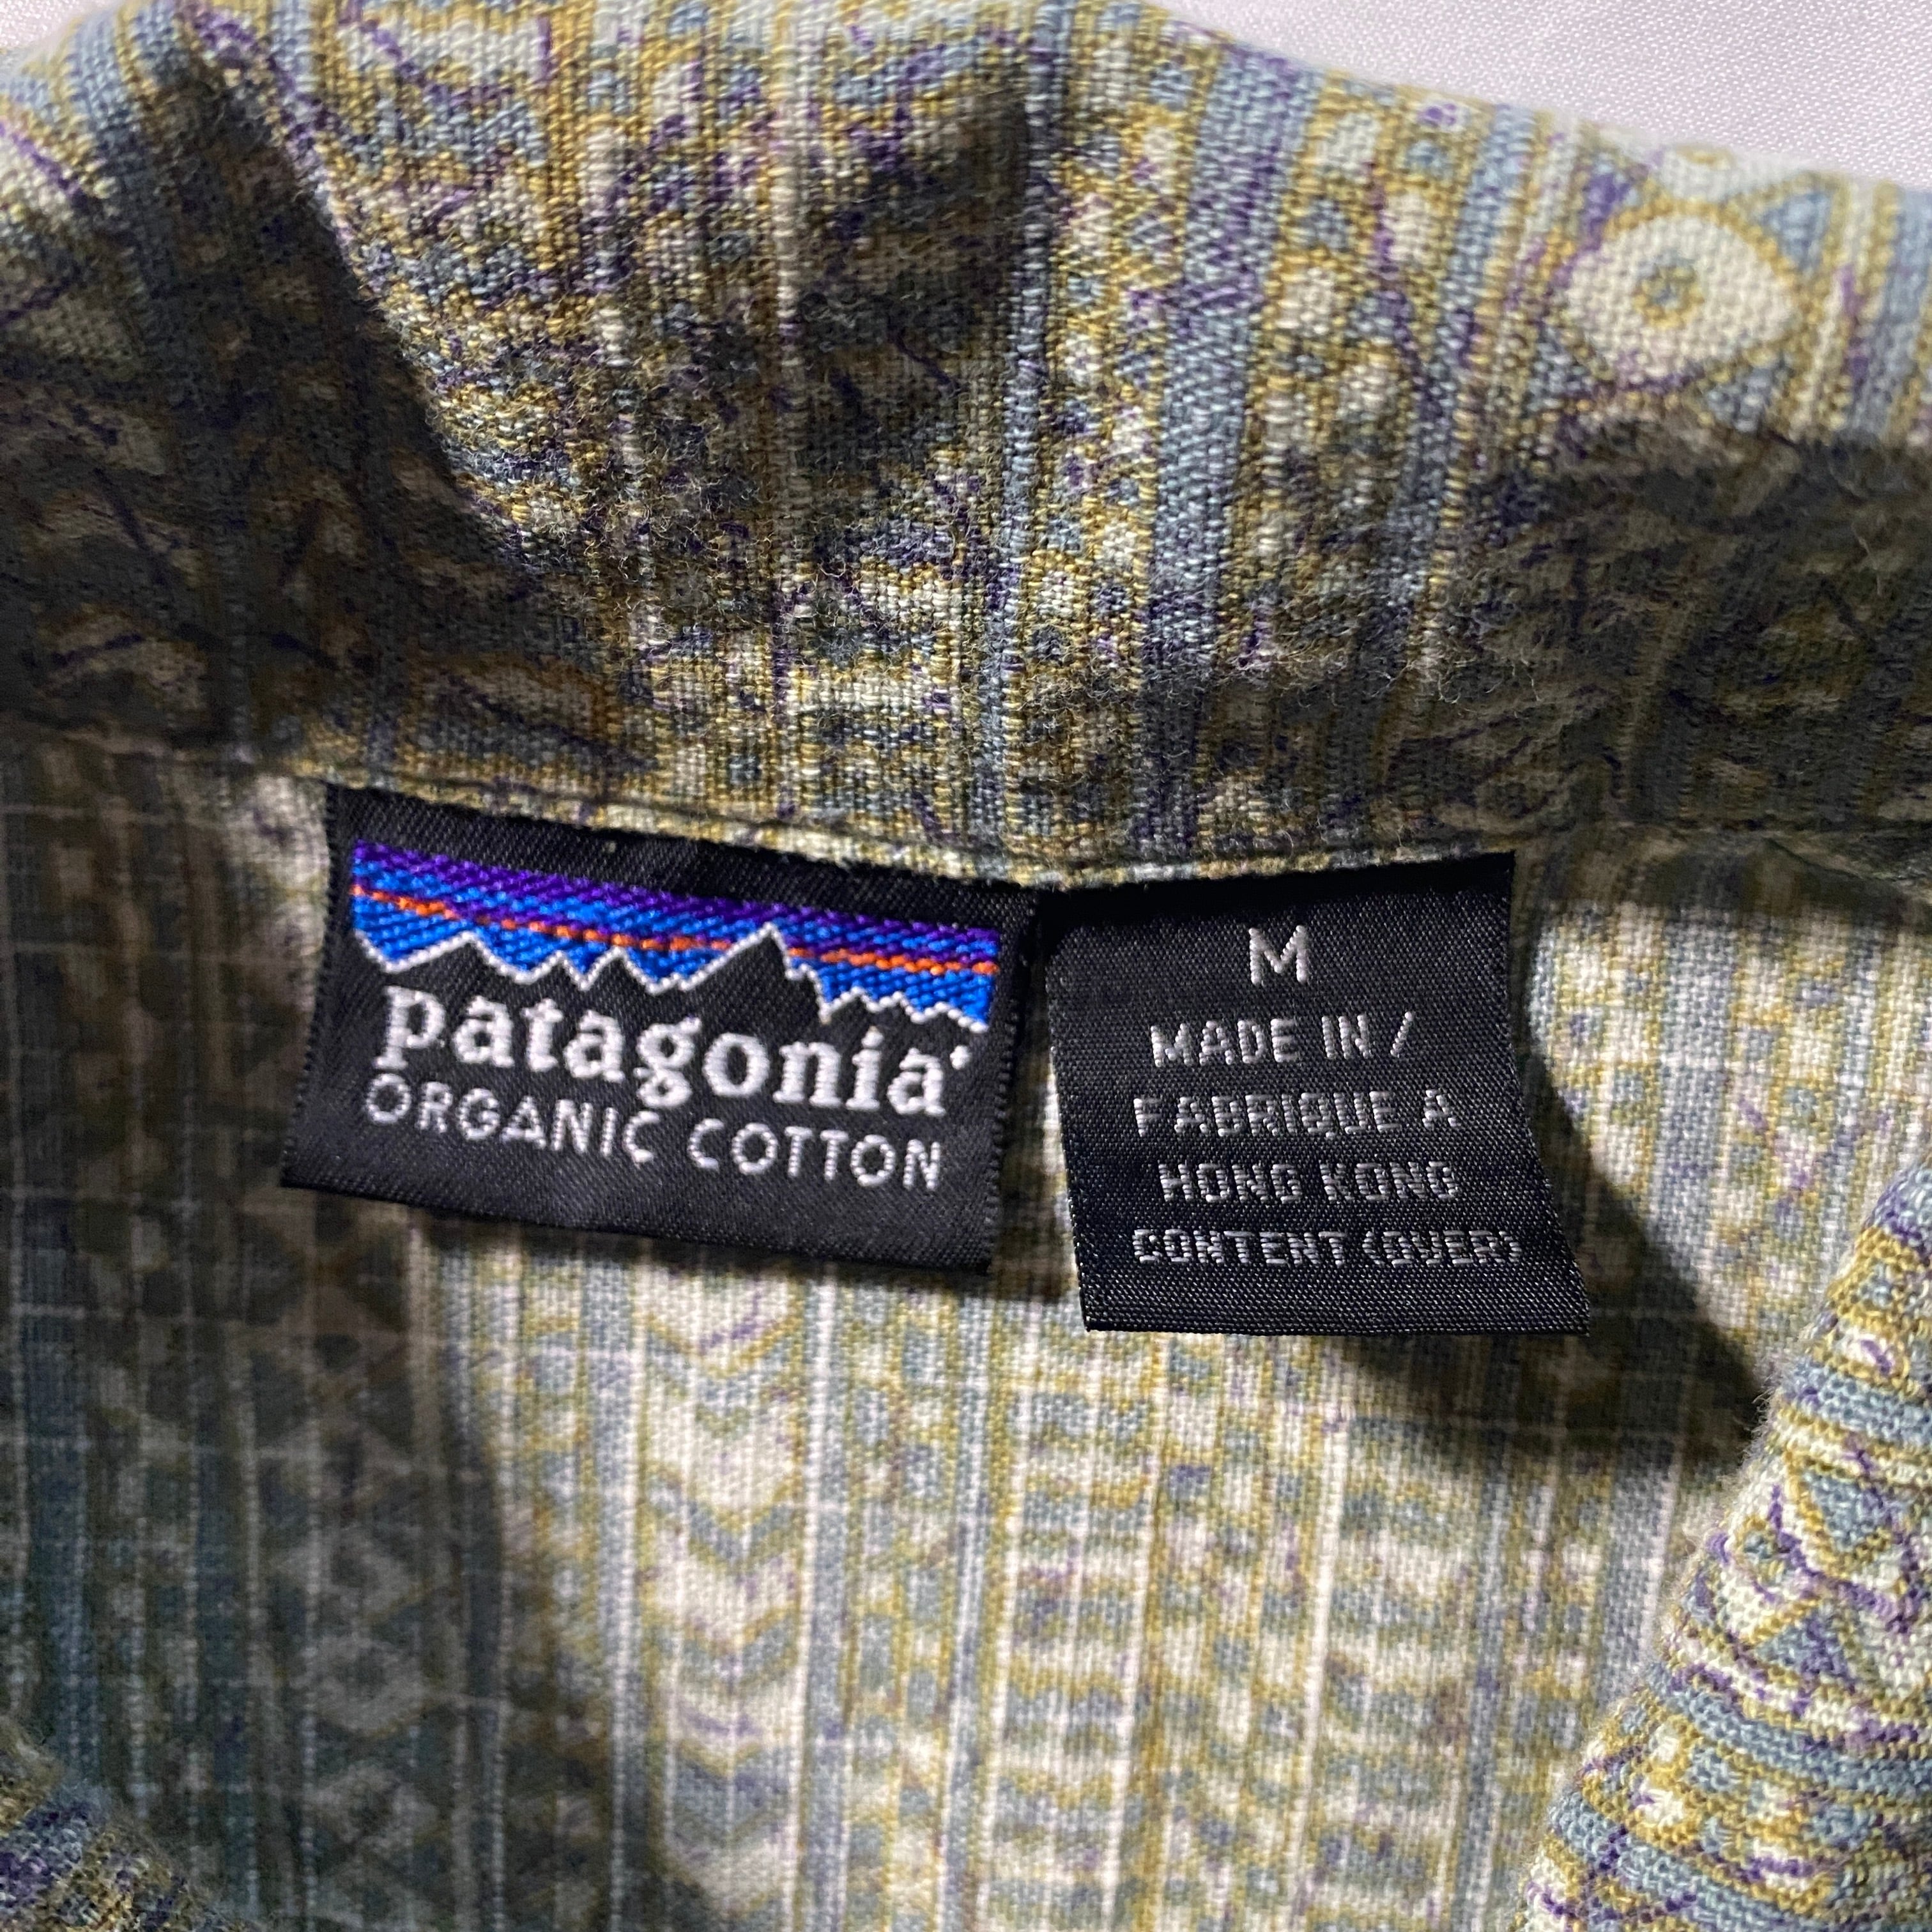 patagonia®
ORGANIC COTTON
M
MADE IN /
FABRIQUE A
HONG KONG
CONTENT (OVER)